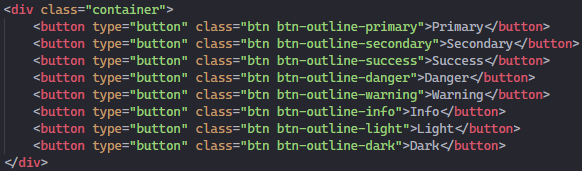 <div class="container">
    <button type="button" class="btn btn-outline-primary">Primary</button>
    <button type="button" class="btn btn-outline-secondary">Secondary</button>
    <button type="button" class="btn btn-outline-success">Success</button>
    <button type="button" class="btn btn-outline-danger">Danger</button>
    <button type="button" class="btn btn-outline-warning">Warning</button>
    <button type="button" class="btn btn-outline-info">Info</button>
    <button type="button" class="btn btn-outline-light">Light</button>
    <button type="button" class="btn btn-outline-dark">Dark</button>
</div>